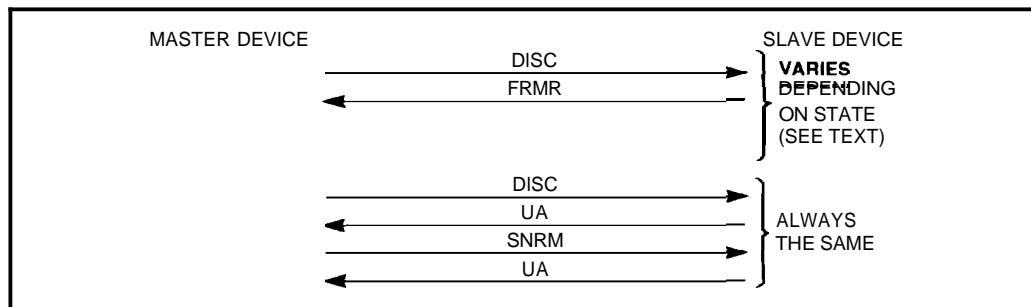 MASTER DEVICE
SLAVE DEVICE
DISC
FRMR
VARIES
DEPENDING
ON STATE
(SEE TEXT)
DISC
UA
SNRM
UA
ALWAYS
THE SAME